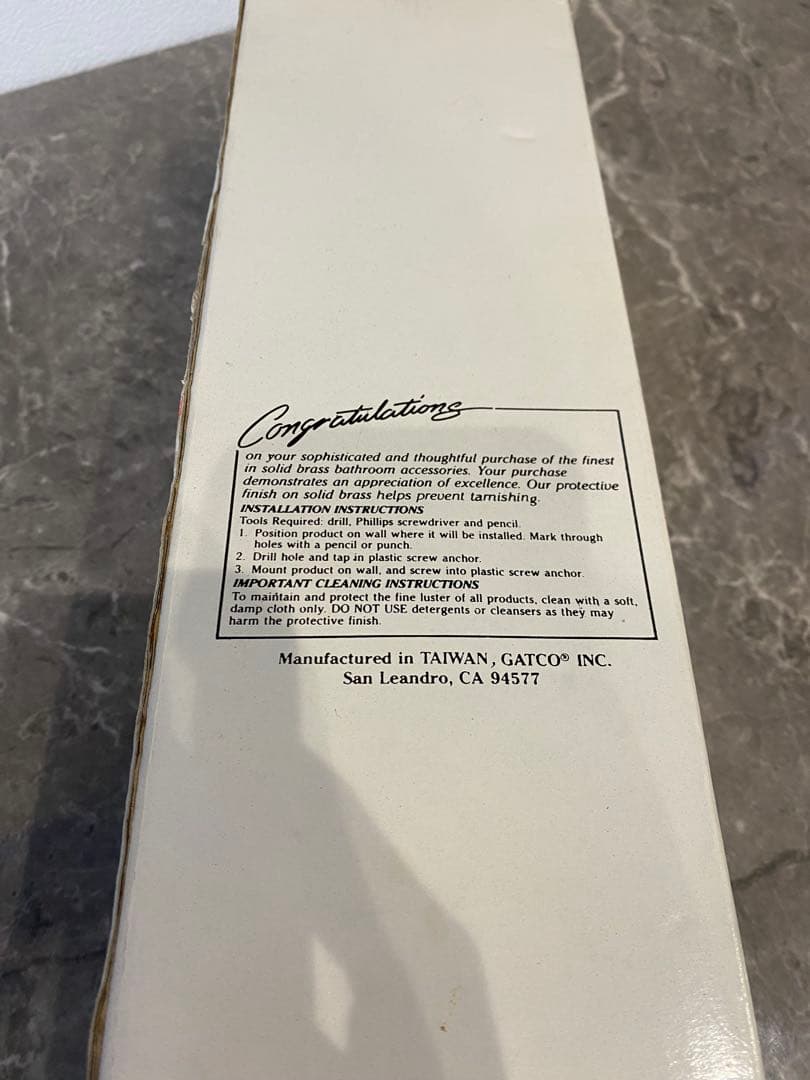 Congratulations
on your sophisticated and thoughtful purchase of the finest
in solid brass bathroom accessories. Your purchase
demonstrates an appreciation of excellence. Our protective
finish on solid brass helps prevent tarnishing.
INSTALLATION INSTRUCTIONS
Tools Required: drill, Phillips screwdriver and pencil.
1. Position product on wall where it will be installed. Mark through
holes with a pencil or punch.
2. Drill hole and tap in plastic screw anchor.
3. Mount product on wall, and screw into plastic screw anchor.
IMPORTANT CLEANING INSTRUCTIONS
To maintain and protect the fine luster of all products, clean with a soft,
damp cloth only. DO NOT USE detergents or cleansers as they may
harm the protective finish.
Manufactured in TAIWAN, GATCO® INC.
San Leandro, CA 94577